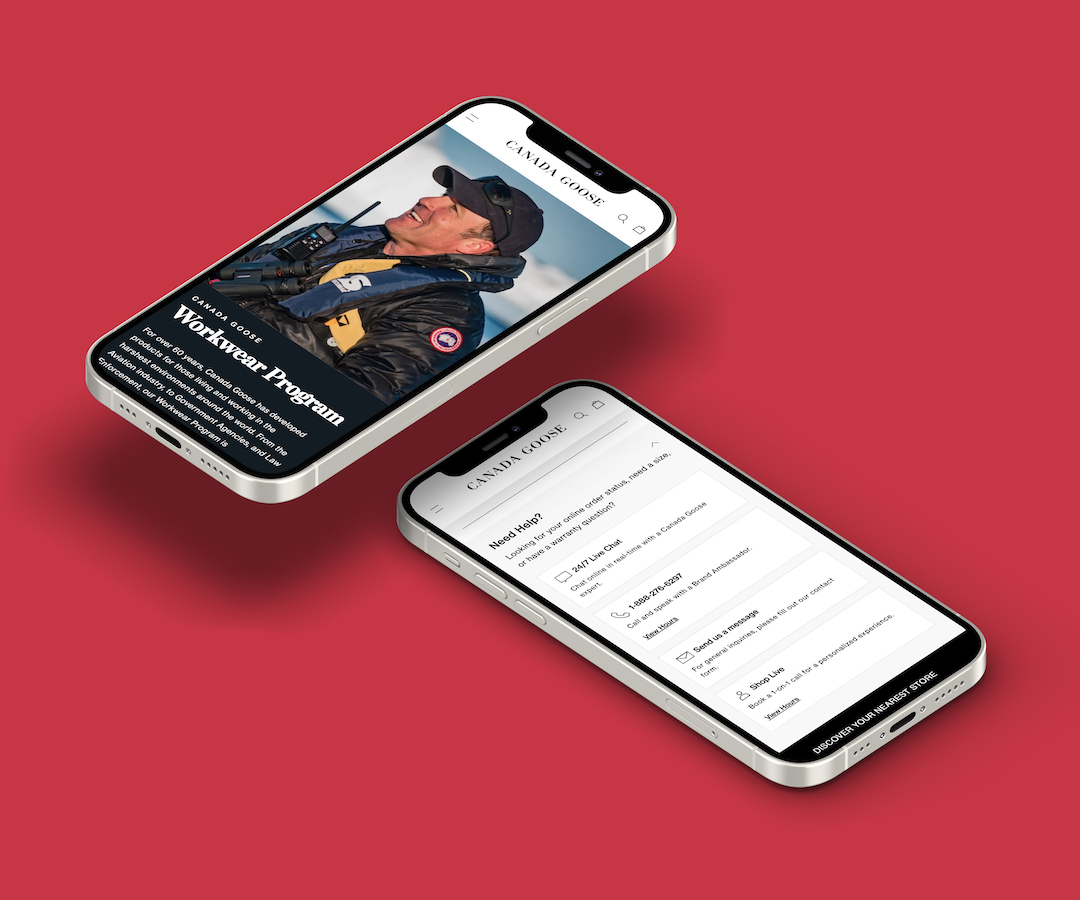 CANADA GOOSE
CANADA GOOSE
Workwear Program
For over 60 years, Canada Goose has developed
products for those living and working in the
harshest environments around the world. From the
Aviation industry, to Government Agencies, and Law
Enforcement, our Workwear Program is
CANADA GOOSE
Need Help?
Looking for your online order status, need a size,
or have a warranty question?
24/7 Live Chat
Chat online in real-time with a Canada Goose
expert.
1-888-276-6297
Call and speak with a Brand Ambassador.
View Hours
Send us a message
For general inquiries, please fill out our contact
form.
Shop Live
Book a 1-on-1 call for a personalized experience.
View Hours
DISCOVER YOUR NEAREST STORE